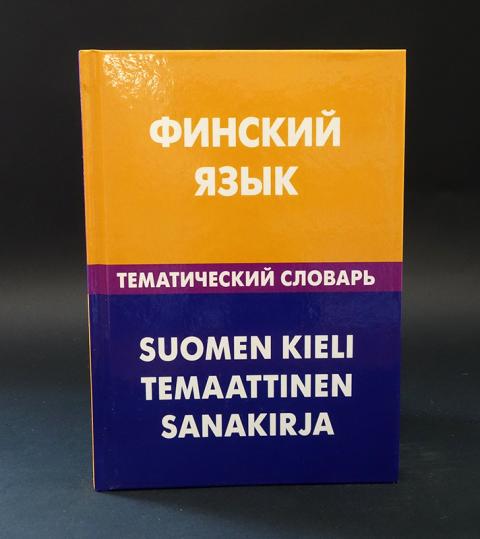 ФИНСКИЙ
ЯЗЫК
ТЕМАТИЧЕСКИЙ СЛОВАРЬ
SUOMEN KIELI
TEMAATTINEN
SANAKIRJA